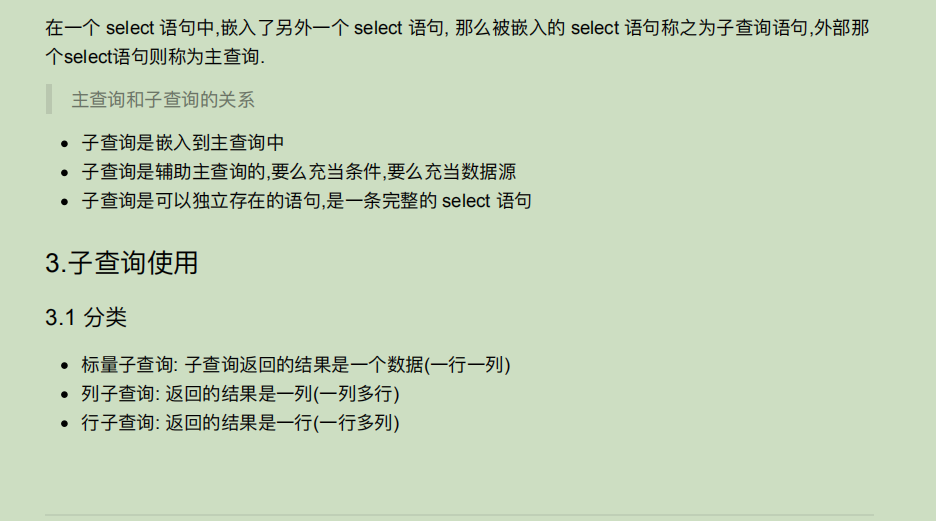 在一个 select 语句中,嵌入了另外一个 select 语句, 那么被嵌入的 select 语句称之为子查询语句,外部那
个select语句则称为主查询.
主查询和子查询的关系
• 子查询是嵌入到主查询中
• 子查询是辅助主查询的,要么充当条件,要么充当数据源
• 子查询是可以独立存在的语句,是一条完整的 select 语句
3.子查询使用
3.1 分类
• 标量子查询: 子查询返回的结果是一个数据(一行一列)
• 列子查询: 返回的结果是一列(一列多行)
• 行子查询: 返回的结果是一行(一行多列)